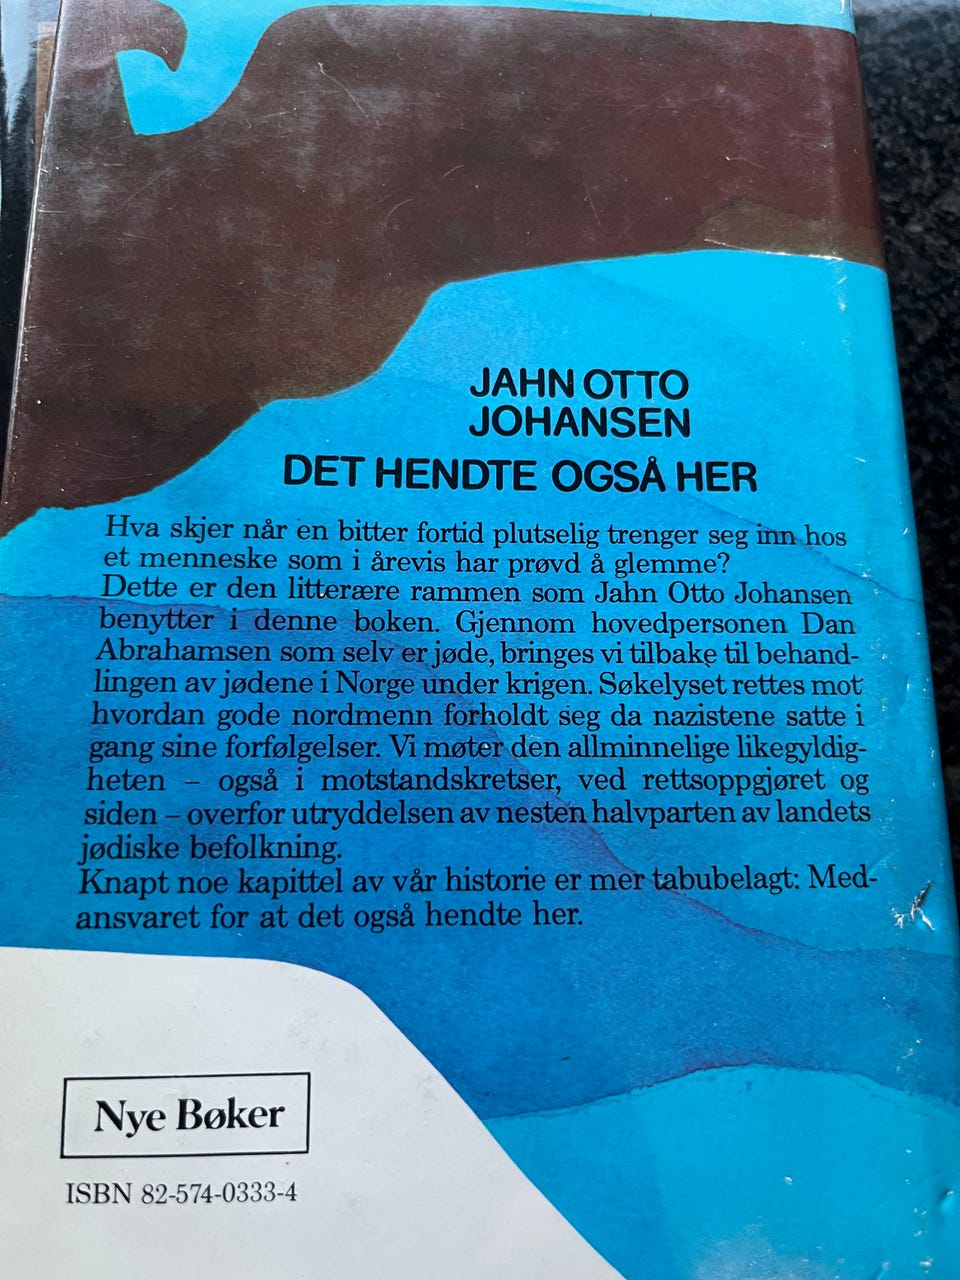 JAHN OTTO
JOHANSEN
DET HENDTE OGSÅ HER
Hva skjer når en bitter fortid plutselig trenger seg inn hos
et menneske som i årevis har prøvd å glemme?
Dette er den litterære rammen som Jahn Otto Johansen
benytter i denne boken. Gjennom hovedpersonen Dan
Abrahamsen som selv er jøde, bringes vi tilbake til behand-
lingen av jødene i Norge under krigen. Søkelyset rettes mot
hvordan gode nordmenn forholdt seg da nazistene satte i
gang sine forfølgelser. Vi møter den allminnelige likegyldig-
heten – også i motstandskretser, ved rettsoppgjøret og
siden – overfor utryddelsen av nesten halvparten av landets
jødiske befolkning.
Knapt noe kapittel av vår historie er mer tabubelagt: Med-
ansvaret for at det også hendte her.
Nye Bøker
ISBN 82-574-0333-4